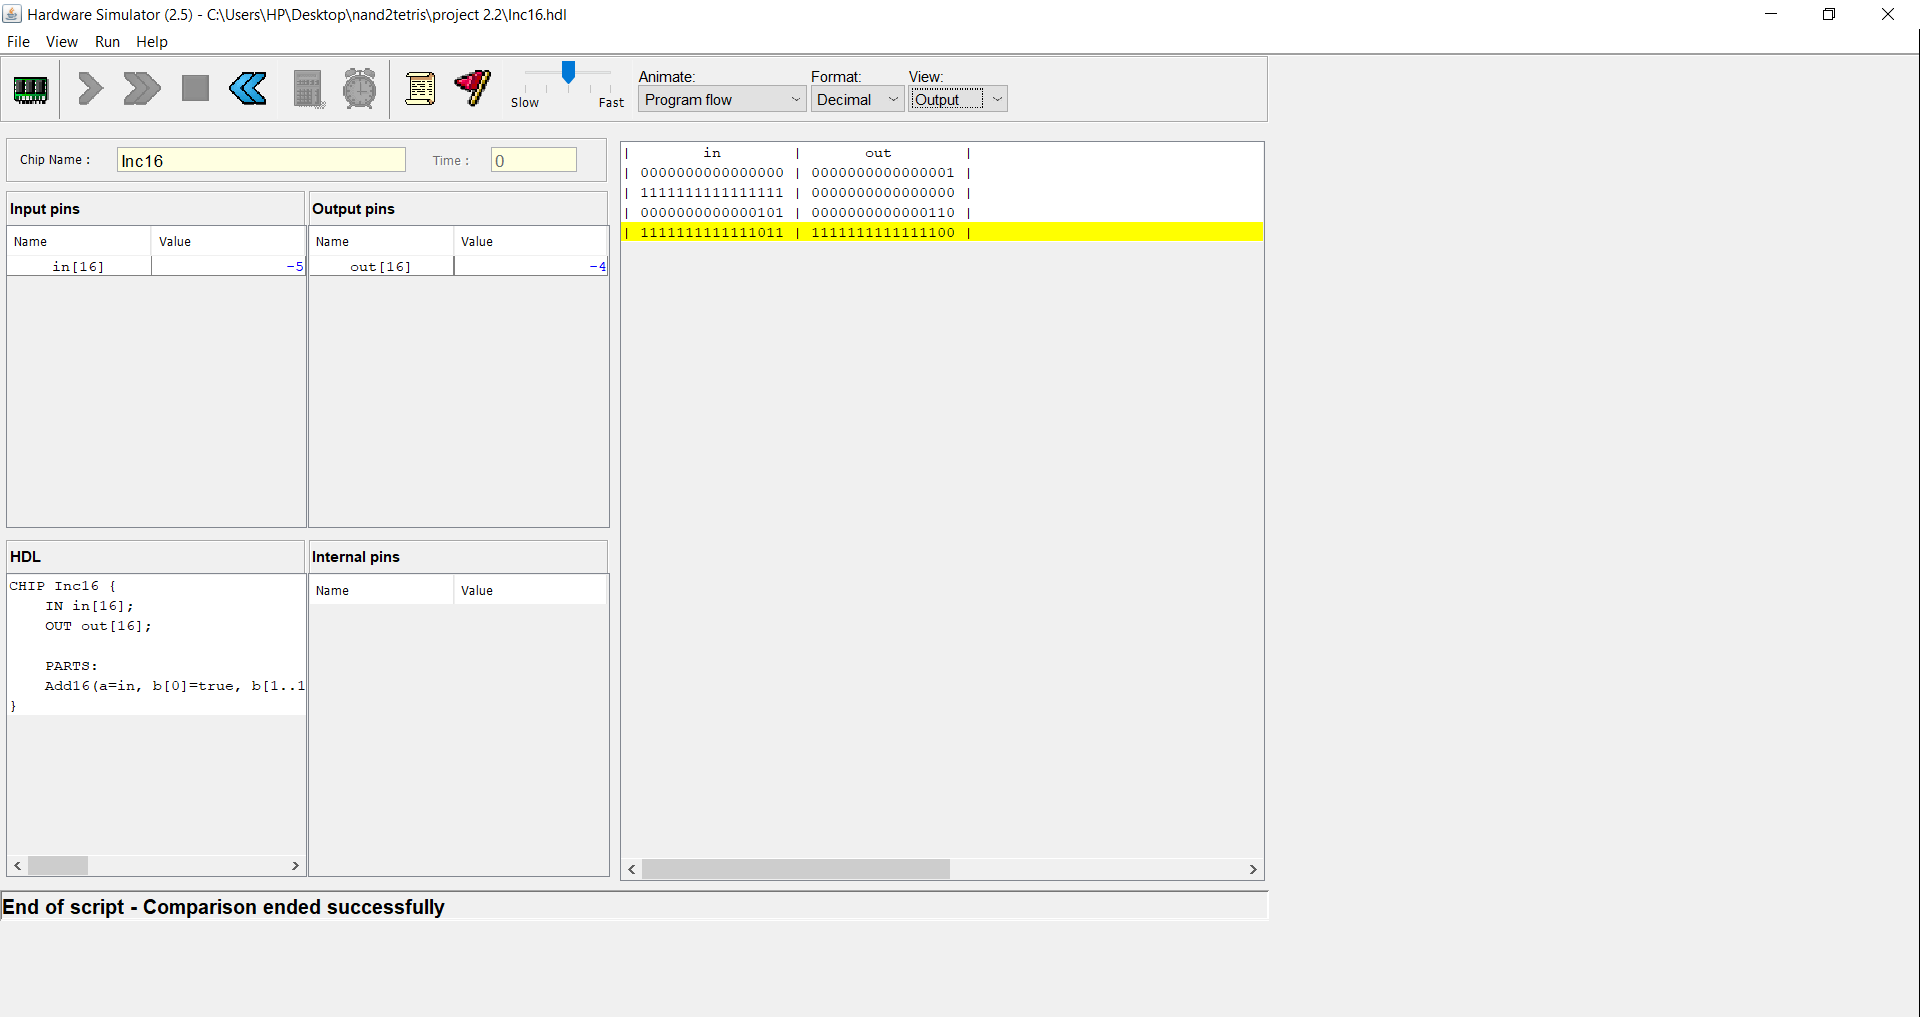 Hardware Simulator (2.5) - C:\Users\HP\Desktop\nand2tetris\project 2.2\Inc16.hdl
File View Run Help
Animate: Format: View:
Slow Fast Program flow Decimal Output
Chip Name : Inc16 Time : 0
Input pins
Name Value
in[16] -5
Output pins
Name Value
out[16] -4
HDL
CHIP Inc16 {
IN in[16];
OUT out[16];
PARTS:
Add16(a=in, b[0]=true, b[1..1
}
Internal pins
Name Value
| in | out |
| 0000000000000000 | 0000000000000001 |
| 1111111111111111 | 0000000000000000 |
| 0000000000000101 | 0000000000000110 |
| 1111111111111011 | 1111111111111100 |
End of script - Comparison ended successfully